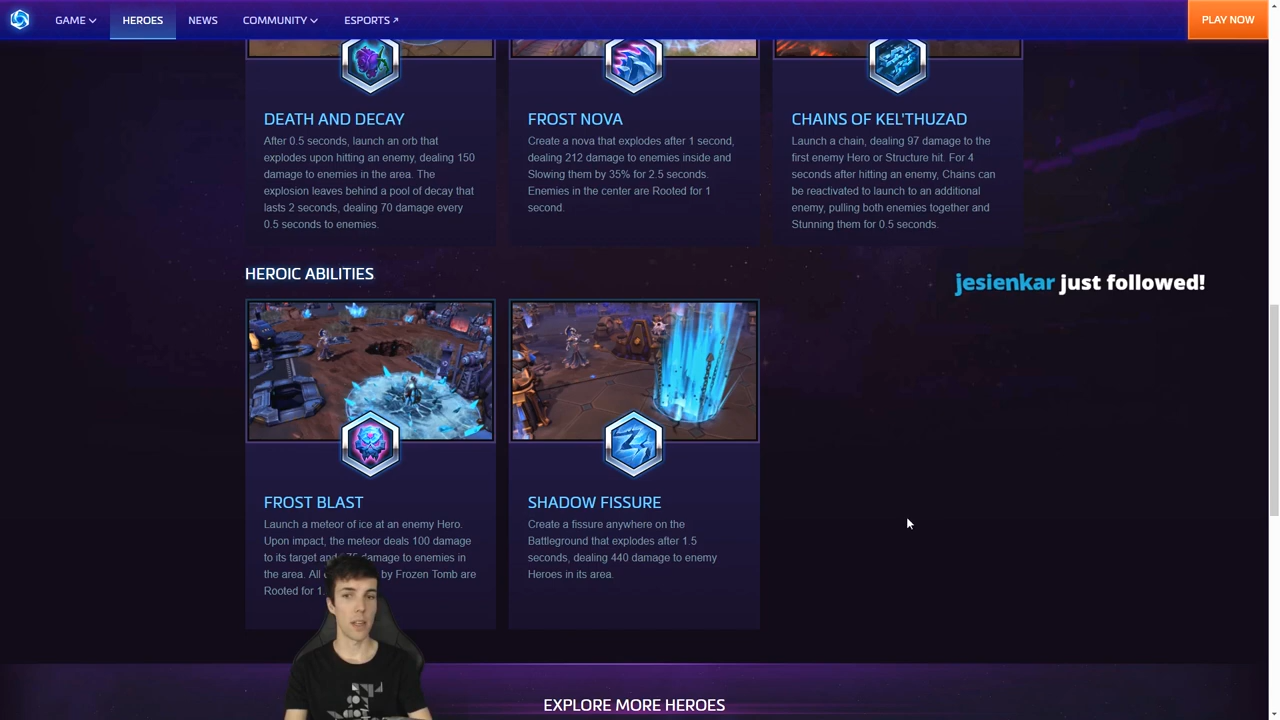 GAME HEROES NEWS COMMUNITY ESPORTS PLAY NOW
DEATH AND DECAY
After 0.5 seconds, launch an orb that
explodes upon hitting an enemy, dealing 150
damage to enemies in the area. The
explosion leaves behind a pool of decay that
lasts 2 seconds, dealing 70 damage every
0.5 seconds to enemies.
FROST NOVA
Create a nova that explodes after 1 second,
dealing 212 damage to enemies inside and
Slowing them by 35% for 2.5 seconds.
Enemies in the center are Rooted for 1
second.
CHAINS OF KEL'THUZAD
Launch a chain, dealing 97 damage to the
first enemy Hero or Structure hit. For 4
seconds after hitting an enemy, Chains can
be reactivated to launch to an additional
enemy, pulling both enemies together and
Stunning them for 0.5 seconds.
HEROIC ABILITIES
jesienkar just followed!
FROST BLAST
Launch a meteor of ice at an enemy Hero.
Upon impact, the meteor deals 100 damage
to its target and damage to enemies in
the area. All by Frozen Tomb are
Rooted for 1.
SHADOW FISSURE
Create a fissure anywhere on the
Battleground that explodes after 1.5
seconds, dealing 440 damage to enemy
Heroes in its area.
EXPLORE MORE HEROES